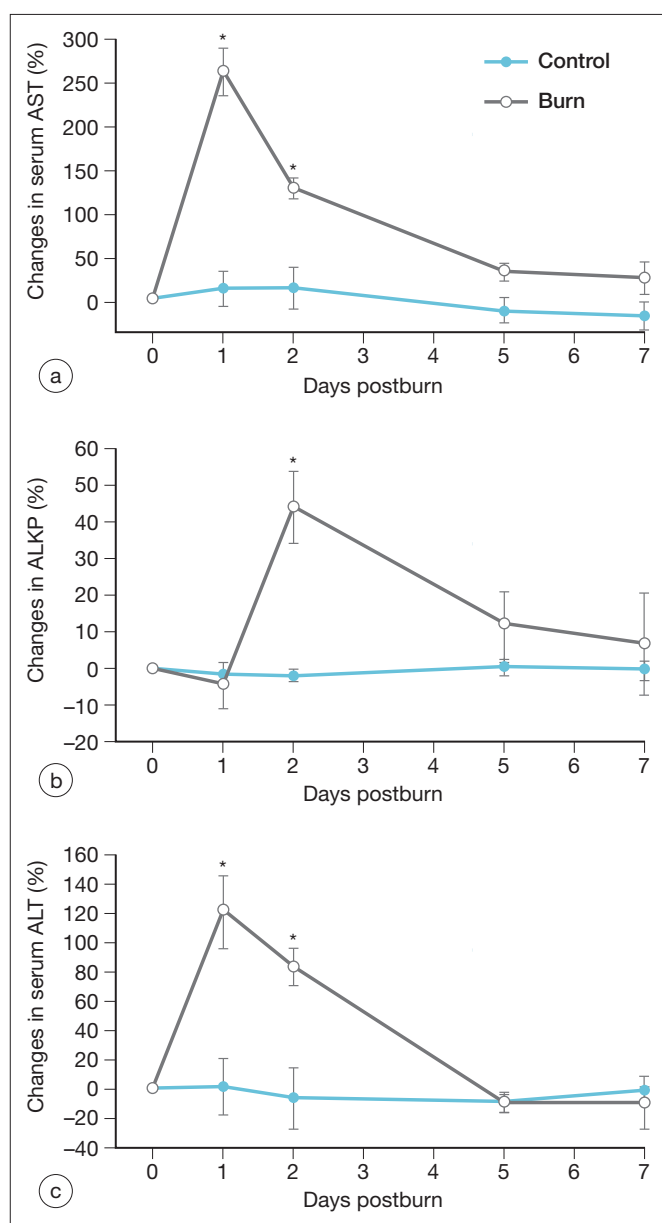 Changes in serum AST (%)
300
250
200
150
100
50
0
*
*
Control
Burn
0 1 2 3 4 5 6 7
Days postburn
a
Changes in ALKP (%)
60
50
40
30
20
10
0
–10
–20
*
0 1 2 3 4 5 6 7
Days postburn
b
Changes in serum ALT (%)
160
140
120
100
80
60
40
20
0
–20
–40
*
*
0 1 2 3 4 5 6 7
Days postburn
c